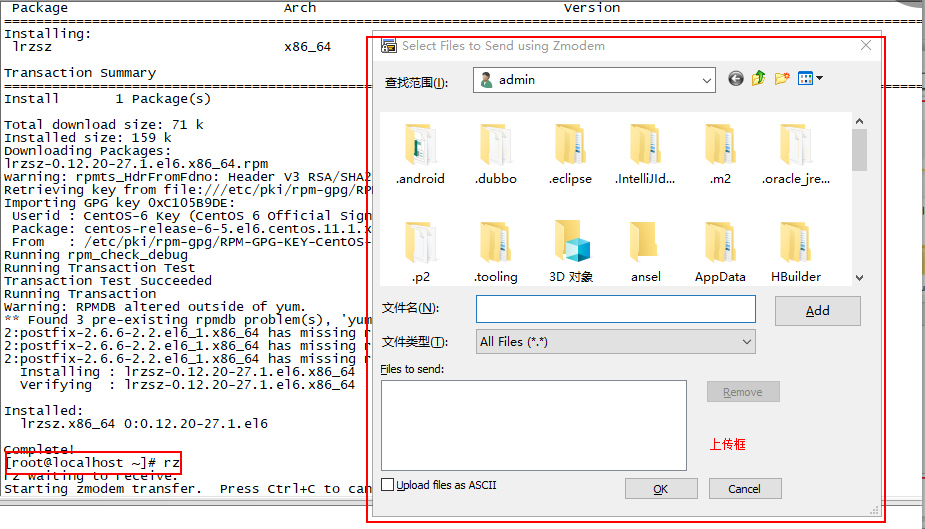 Package Arch Version
Installing:
lrzsz x86_64
Transaction Summary
Install 1 Package(s)
Total download size: 71 k
Installed size: 159 k
Downloading Packages:
lrzsz-0.12.20-27.1.el6.x86_64.rpm
warning: rpmts_HdrFromFdno: Header V3 RSA/SHA2
Retrieving key from file:///etc/pki/rpm-gpg/RP
Importing GPG key 0xC105B9DE:
Userid : CentOS-6 Key (CentOS 6 Official Sign
Package: centos-release-6-5.el6.centos.11.1.x
From : /etc/pki/rpm-gpg/RPM-GPG-KEY-CentOS-
Running rpm_check_debug
Running Transaction Test
Transaction Test Succeeded
Running Transaction
Warning: RPMDB altered outside of yum.
** Found 3 pre-existing rpmdb problem(s), 'yum
2:postfix-2.6.6-2.2.el6_1.x86_64 has missing r
2:postfix-2.6.6-2.2.el6_1.x86_64 has missing r
2:postfix-2.6.6-2.2.el6_1.x86_64 has missing r
Installing : lrzsz-0.12.20-27.1.el6.x86_64
Verifying : lrzsz-0.12.20-27.1.el6.x86_64
Installed:
lrzsz.x86_64 0:0.12.20-27.1.el6
Complete!
[root@localhost ~]# rz
rz waiting to receive.
Starting zmodem transfer. Press Ctrl+C to can
Select Files to Send using Zmodem
查找范围(I): admin
.android .dubbo .eclipse .IntelliJId... .m2 .oracle_jre...
.p2 .tooling 3D 对象 ansel AppData HBuilder
文件名(N): Add
文件类型(T): All Files (*.*)
Files to send:
Remove
上传框
Upload files as ASCII OK Cancel